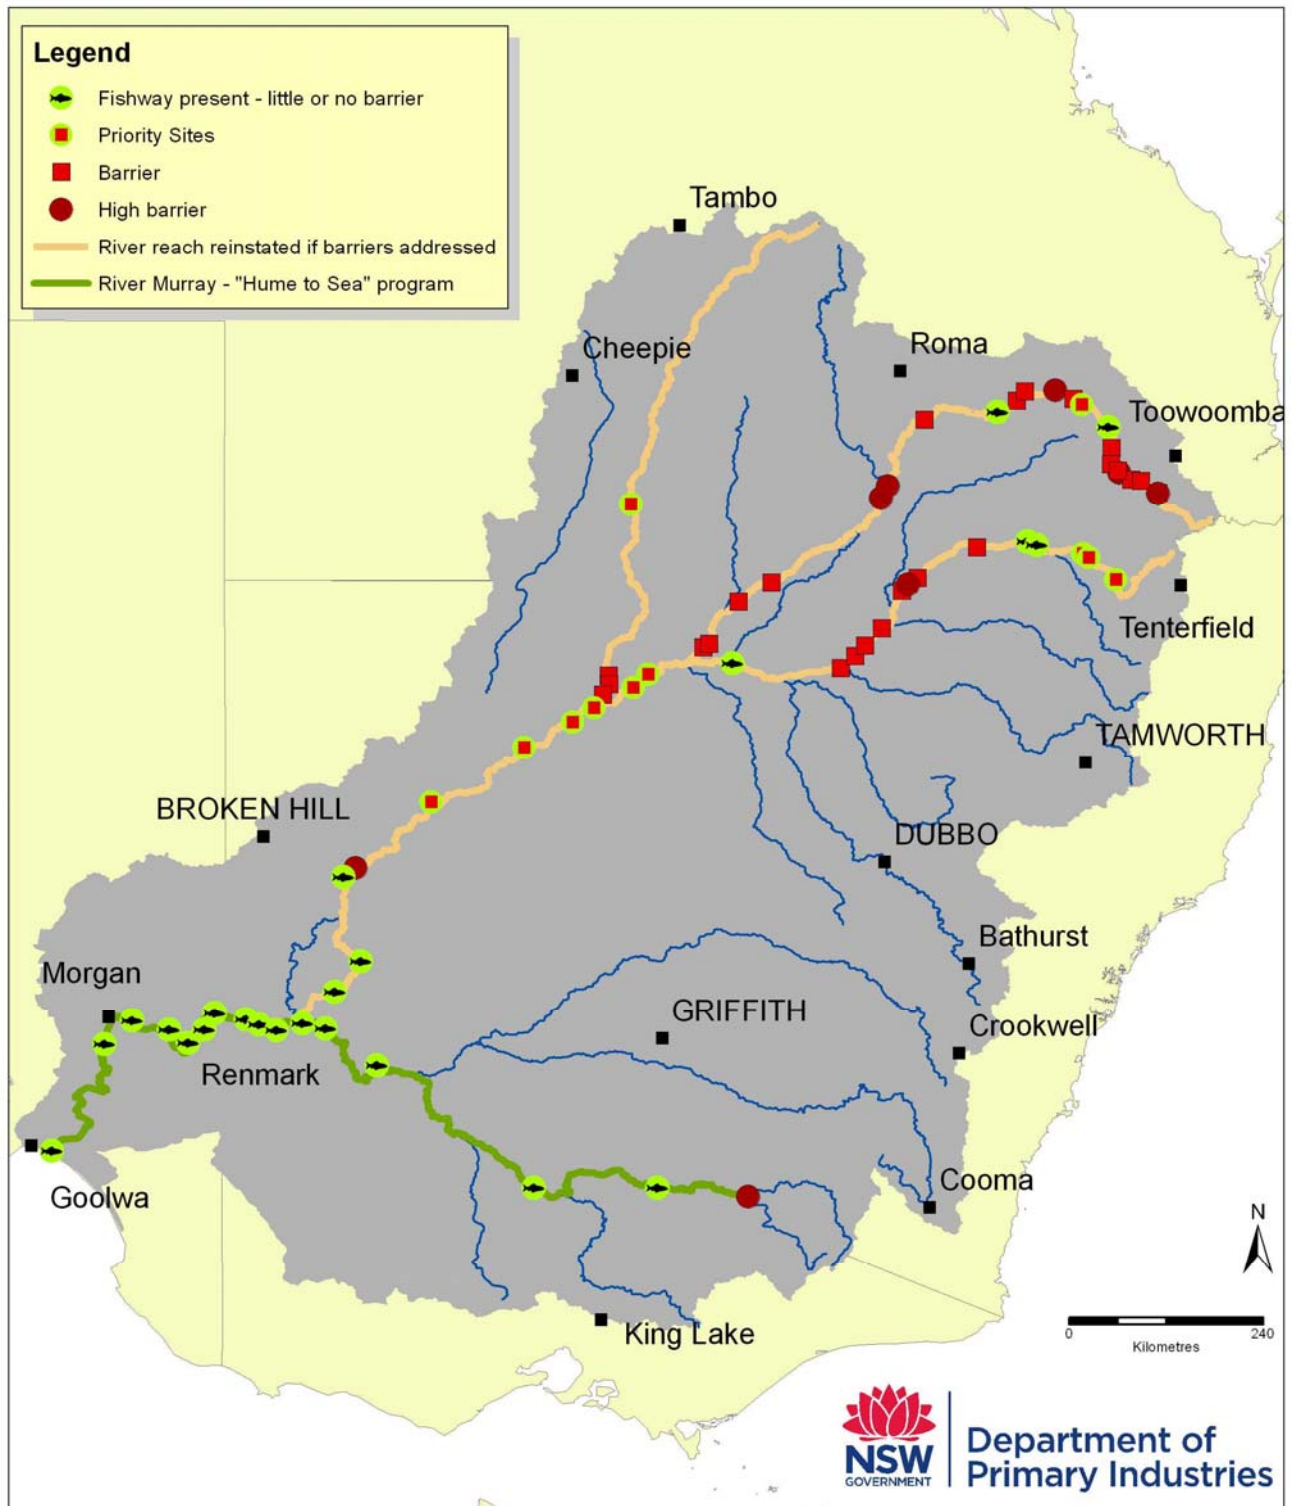 Legend
Fishway present - little or no barrier
Priority Sites
Barrier
High barrier
River reach reinstated if barriers addressed
River Murray - "Hume to Sea" program
Tambo
Cheepie
Roma
Toowoomba
Tenterfield
TAMWORTH
BROKEN HILL
DUBBO
Bathurst
Morgan
GRIFFITH
Crookwell
Renmark
Cooma
Goolwa
N
King Lake
0 240
Kilometres
NSW
GOVERNMENT
Department of
Primary Industries